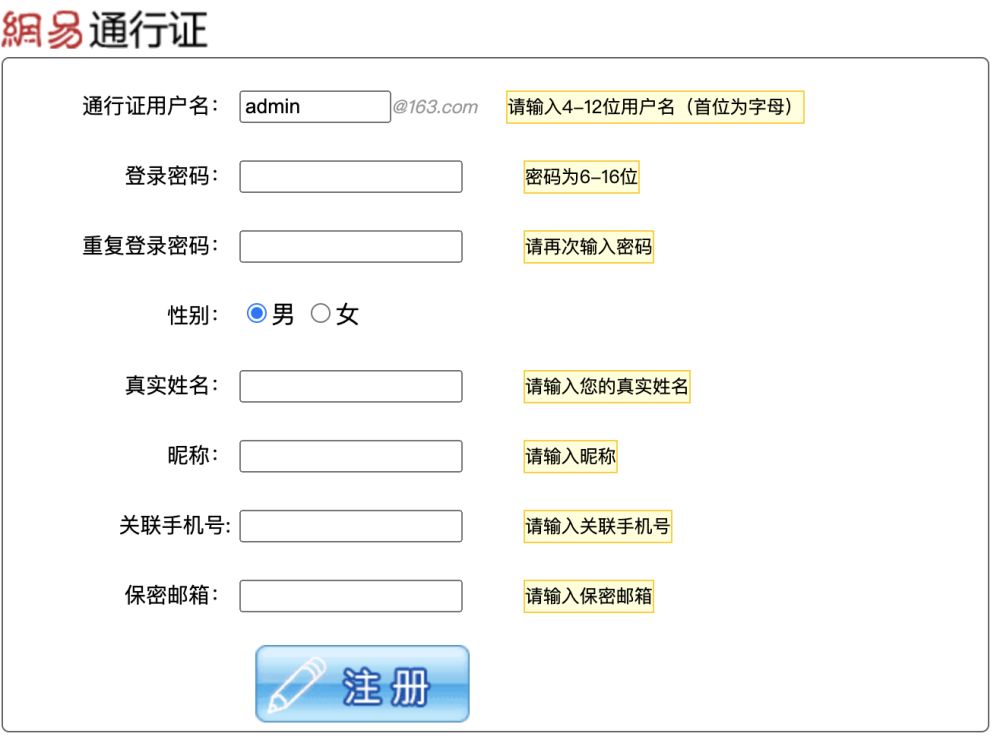 網易通行证
通行证用户名： admin @163.com 请输入4-12位用户名（首位为字母）
登录密码： 密码为6-16位
重复登录密码： 请再次输入密码
性别： 男 女
真实姓名： 请输入您的真实姓名
昵称： 请输入昵称
关联手机号: 请输入关联手机号
保密邮箱： 请输入保密邮箱
注册